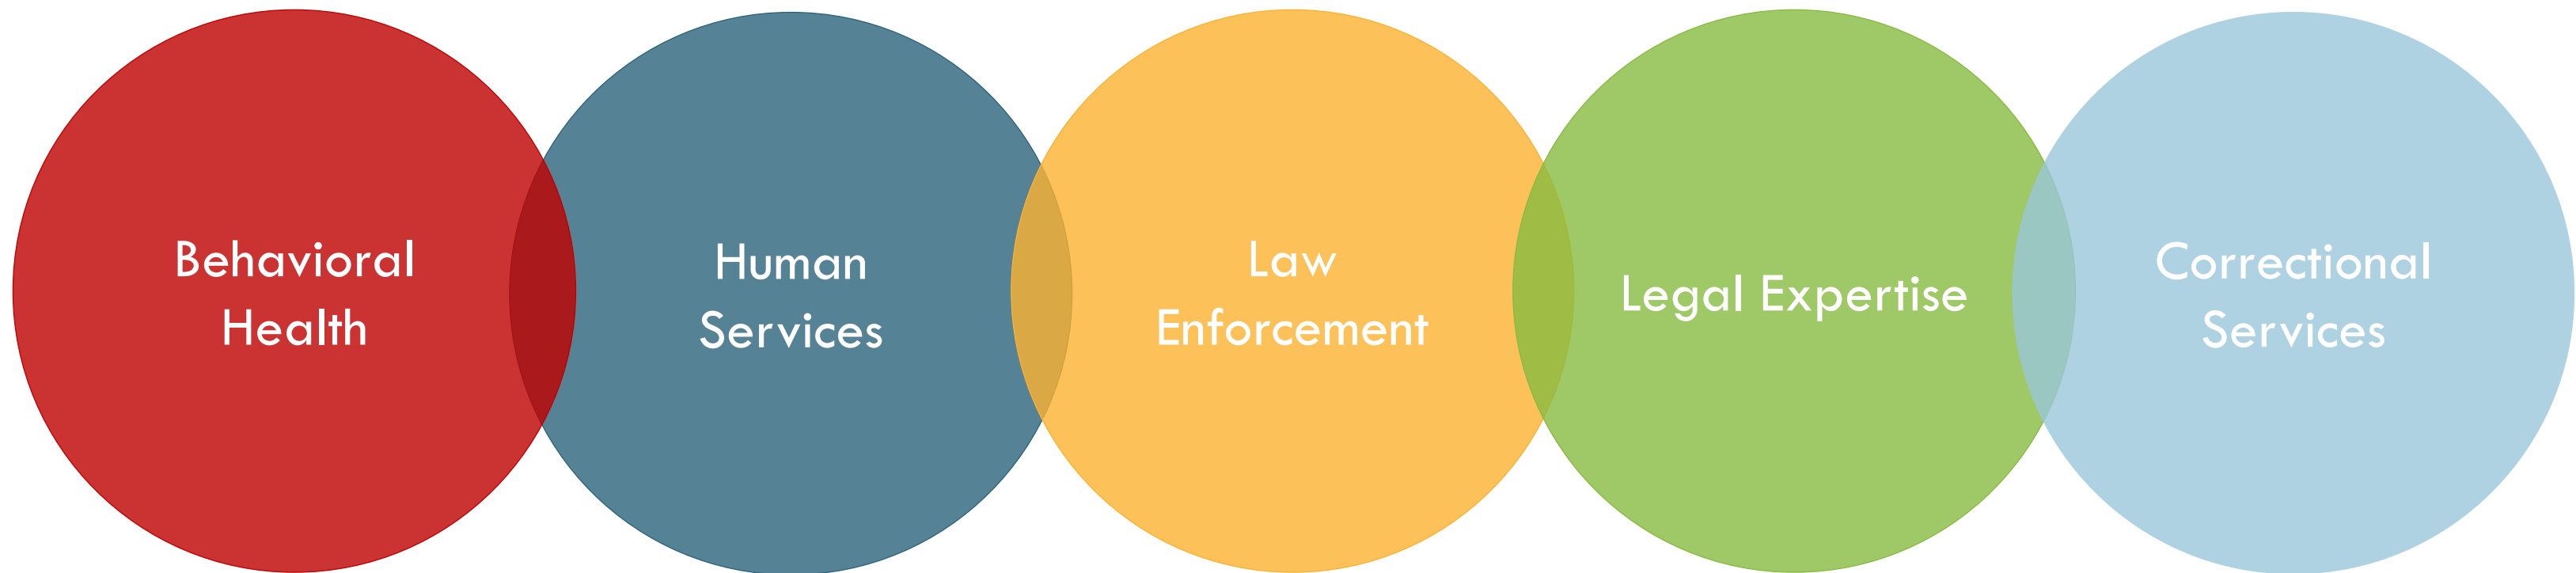 Behavioral
Health
Human
Services
Law
Enforcement
Legal Expertise
Correctional
Services